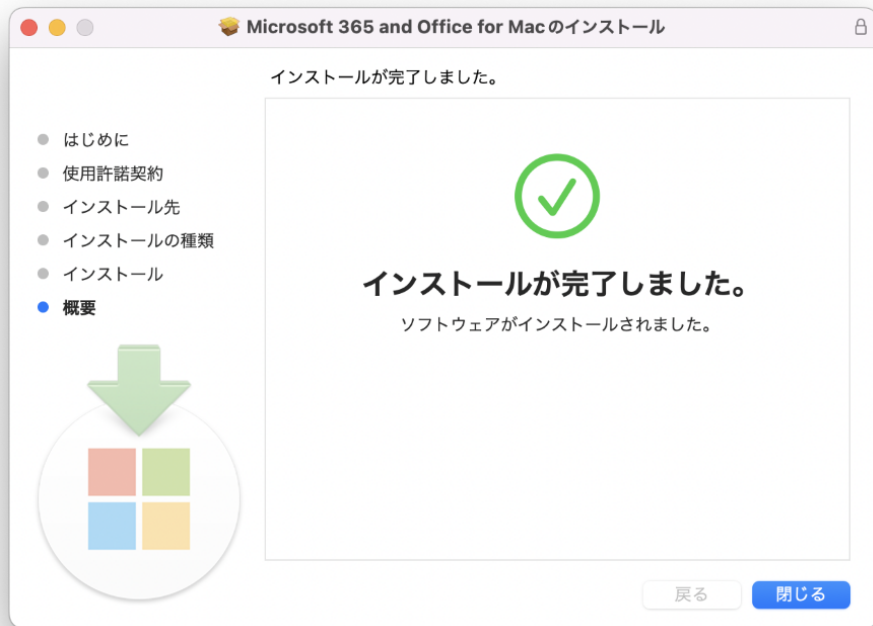 Microsoft 365 and Office for Macのインストール
インストールが完了しました。
はじめに
使用許諾契約
インストール先
インストールの種類
インストール
概要
インストールが完了しました。
ソフトウェアがインストールされました。
戻る
閉じる